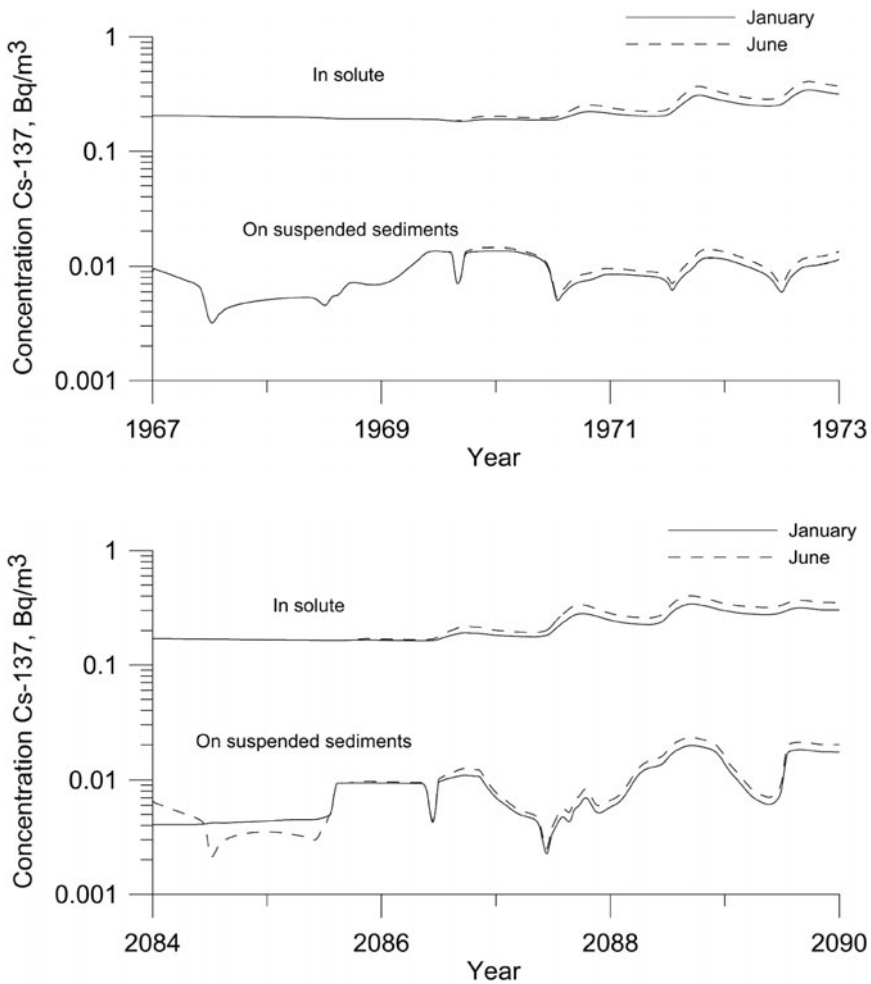 January
June
1
In solute
0.1
On suspended sediments
0.01
0.001
Concentration Cs-137, Bq/m3
1967 1969 1971 1973
Year
January
June
1
In solute
0.1
On suspended sediments
0.01
0.001
Concentration Cs-137, Bq/m3
2084 2086 2088 2090
Year